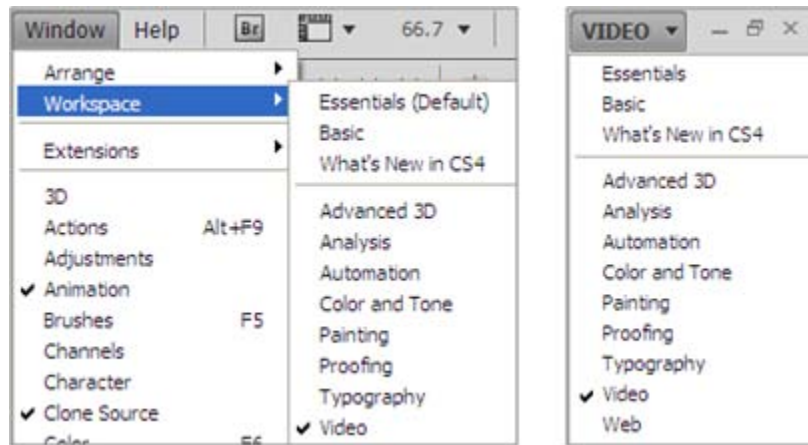 Window Help Br 66.7
Arrange
Workspace
Extensions
3D
Actions Alt+F9
Adjustments
Animation
Brushes F5
Channels
Character
Clone Source
Color F6
Essentials (Default)
Basic
What's New in CS4
Advanced 3D
Analysis
Automation
Color and Tone
Painting
Proofing
Typography
Video
VIDEO
Essentials
Basic
What's New in CS4
Advanced 3D
Analysis
Automation
Color and Tone
Painting
Proofing
Typography
Video
Web